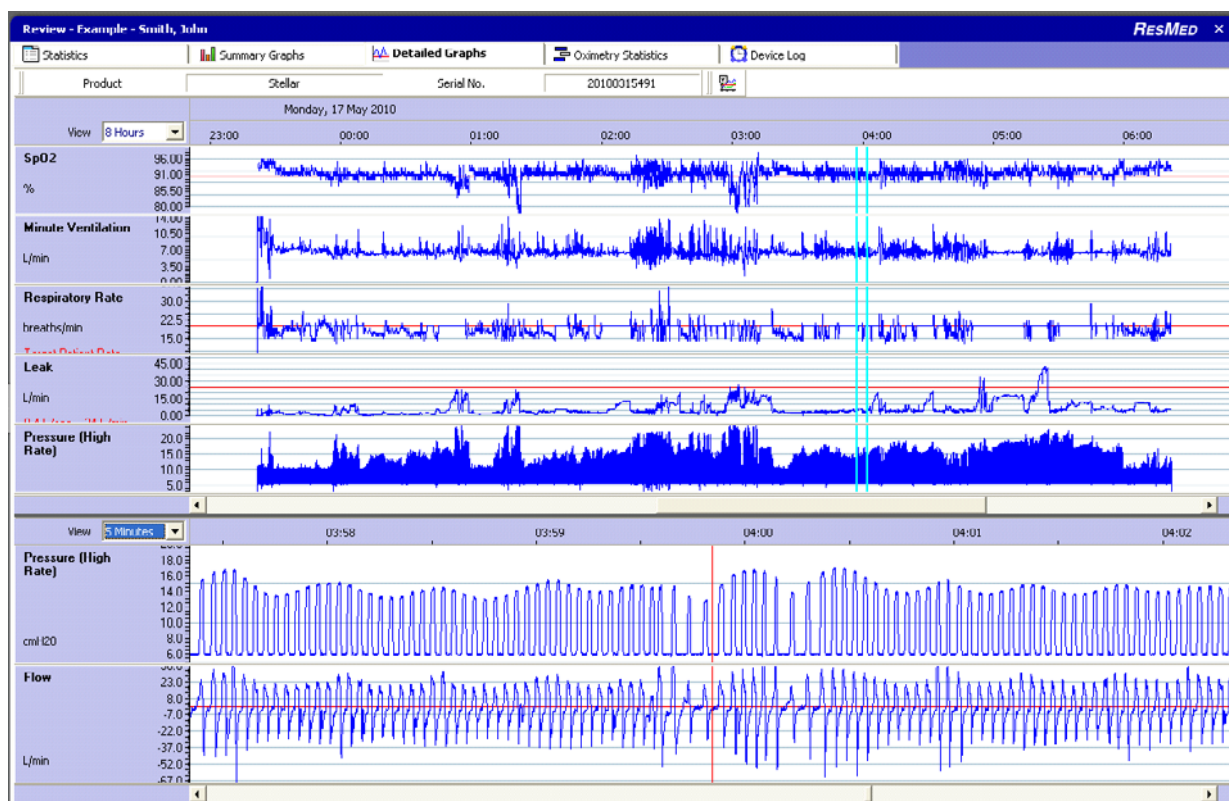 Review - Example - Smith, John RESMED ×
Statistics Summary Graphs Detailed Graphs Oximetry Statistics Device Log
Product Stellar Serial No. 20100315491
Monday, 17 May 2010
View 8 Hours 23:00 00:00 01:00 02:00 03:00 04:00 05:00 06:00
SpO2 96.00
91.00
% 85.50
80.00
14.00
Minute Ventilation 10.50
7.00
L/min 3.50
0.00
Respiratory Rate 30.0
breaths/min 22.5
15.0
Target Patient Rate
Leak 45.00
30.00
L/min 15.00
0.00
Pressure (High Rate) 20.0
15.0
10.0
5.0
View 5 Minutes 03:58 03:59 04:00 04:01 04:02
20.0
Pressure (High Rate) 18.0
16.0
14.0
12.0
10.0
cmH2O 8.0
6.0
Flow 23.0
8.0
-7.0
-22.0
-37.0
L/min -52.0
-67.0